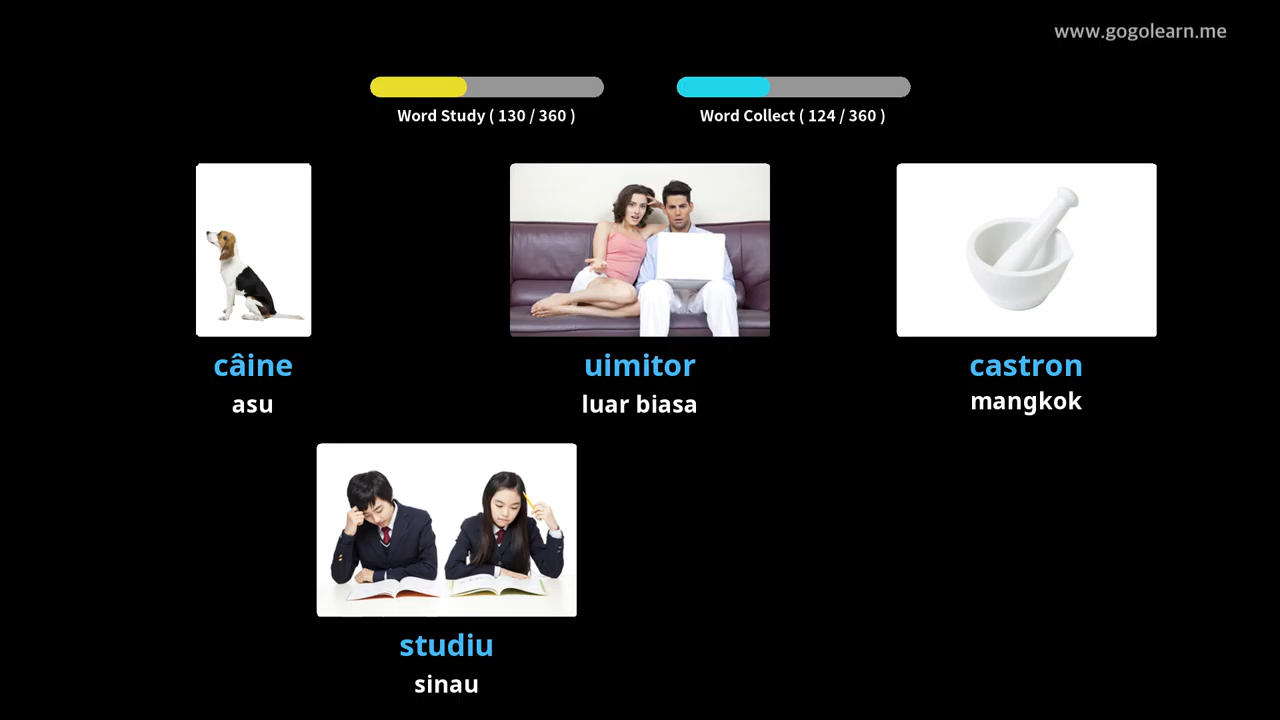 www.gogolearn.me
Word Study ( 130 / 360 )
Word Collect ( 124 / 360 )
câine
asu
uimitor
luar biasa
castron
mangkok
studiu
sinau